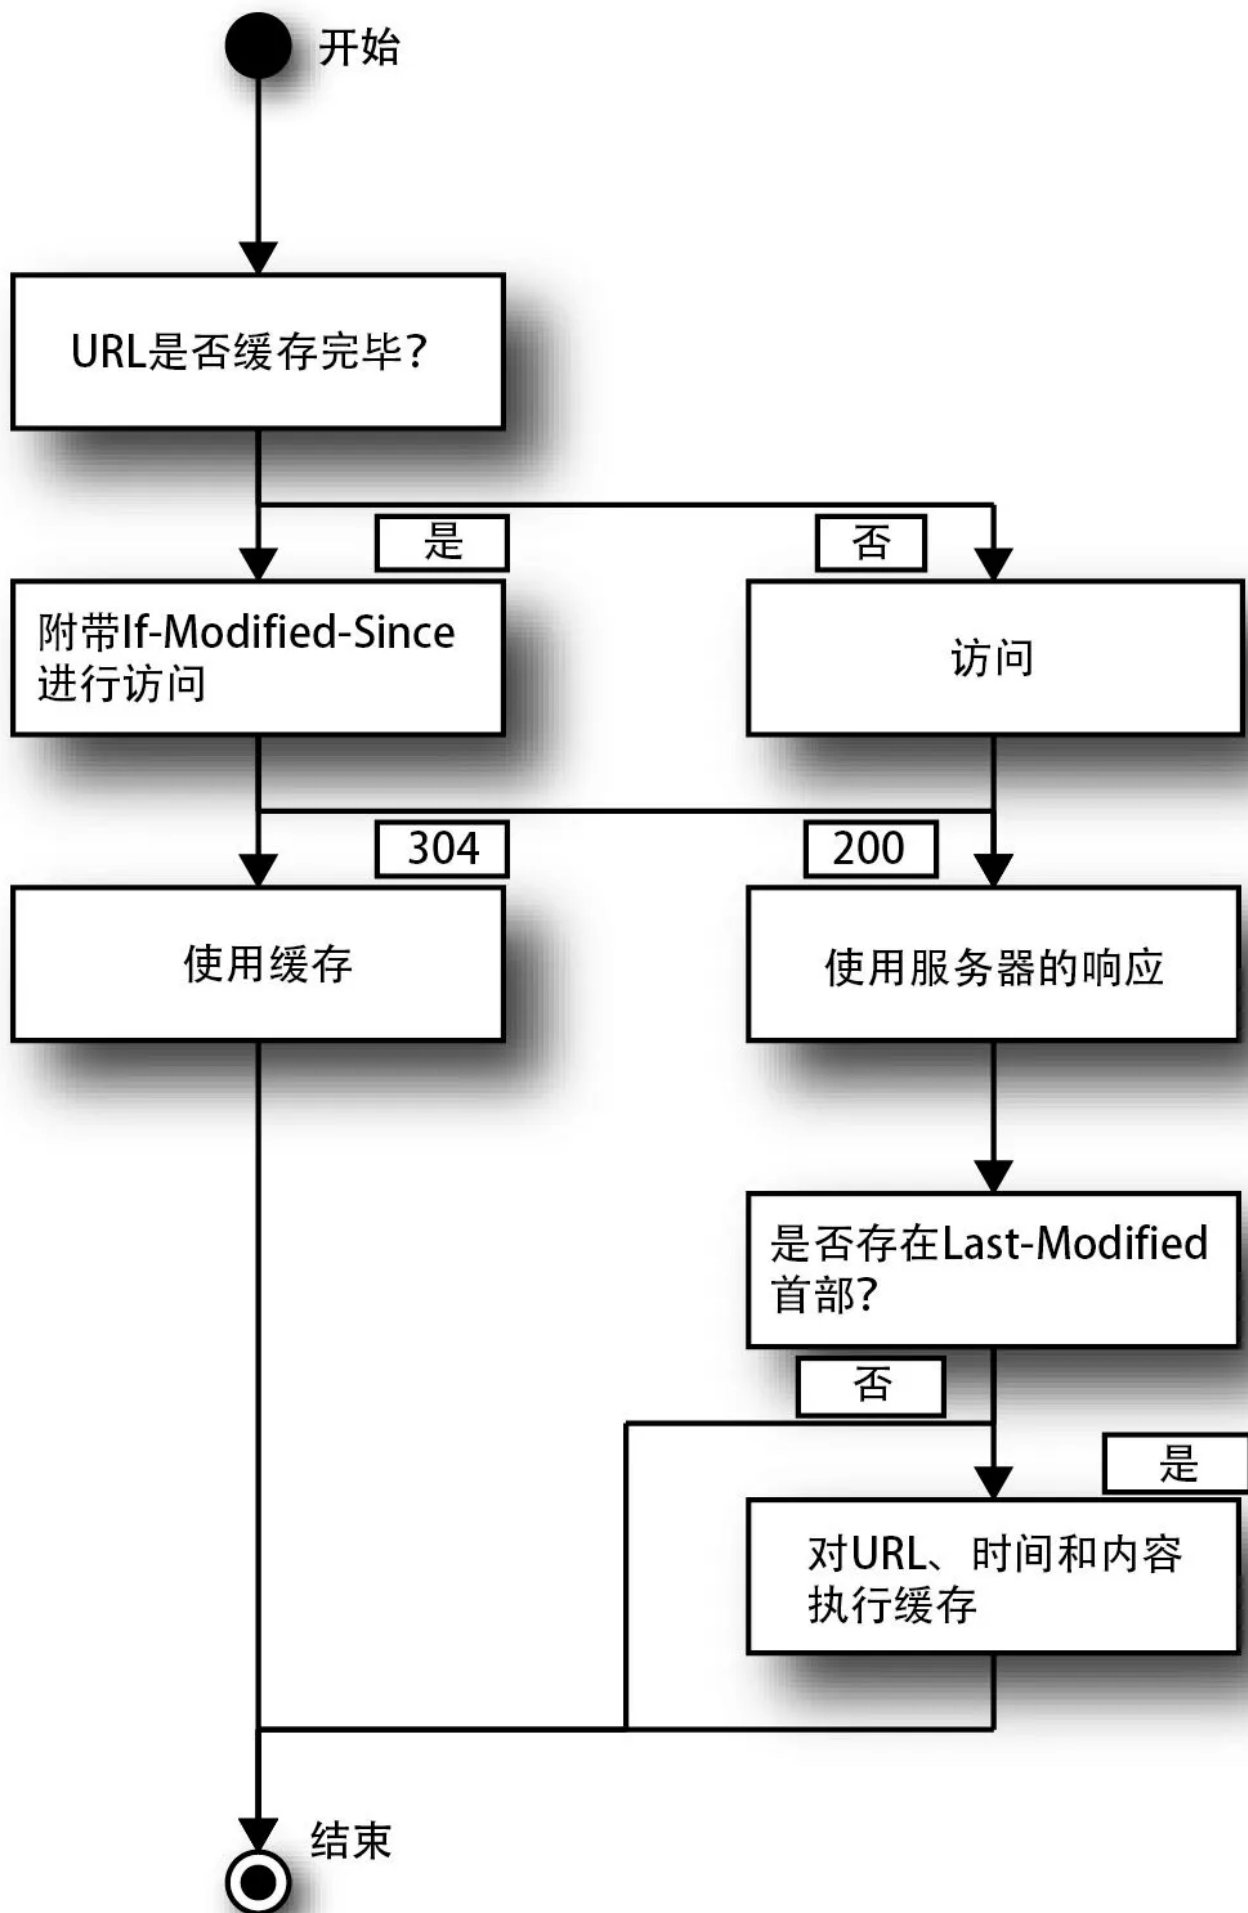 开始
URL是否缓存完毕？
是
否
附带If-Modified-Since
进行访问
访问
304
200
使用缓存
使用服务器的响应
是否存在Last-Modified
首部？
否
是
对URL、时间和内容
执行缓存
结束